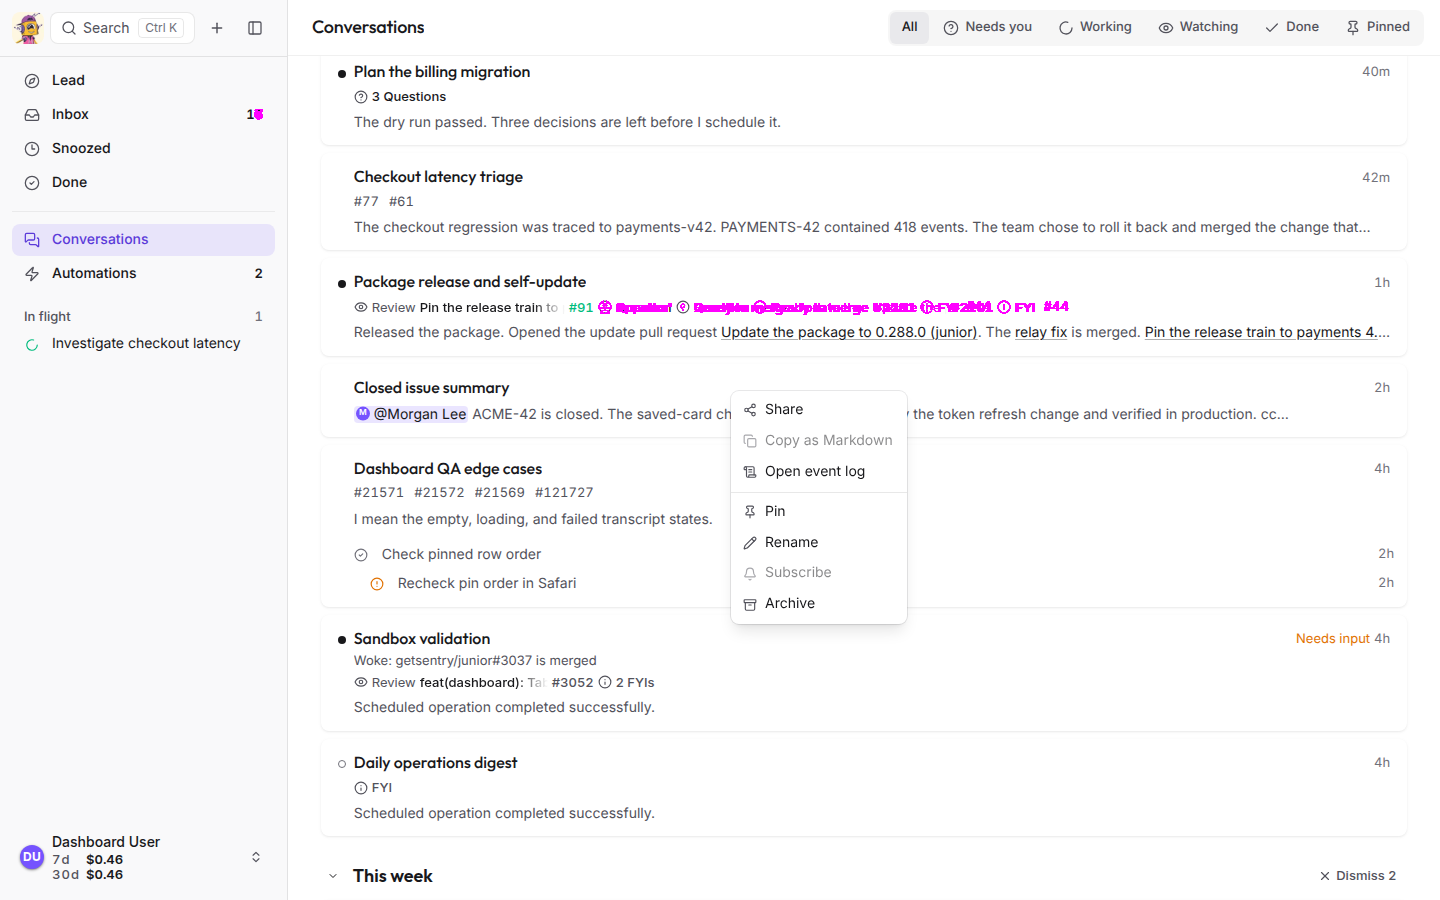 Search Ctrl K
Lead
Inbox
Snoozed
Done
Conversations
Automations 2
In flight 1
Investigate checkout latency
Dashboard User
7d $0.46
30d $0.46
Conversations
All Needs you Working Watching Done Pinned
Plan the billing migration 40m
3 Questions
The dry run passed. Three decisions are left before I schedule it.
Checkout latency triage 42m
#77 #61
The checkout regression was traced to payments-v42. PAYMENTS-42 contained 418 events. The team chose to roll it back and merged the change that...
Package release and self-update 1h
Review Pin the release train to #91 FYI #44
Released the package. Opened the update pull request Update the package to 0.288.0 (junior). The relay fix is merged. Pin the release train to payments 4....
Closed issue summary 2h
M @Morgan Lee ACME-42 is closed. The saved-card ch the token refresh change and verified in production. cc...
Share
Copy as Markdown
Open event log
Pin
Rename
Subscribe
Archive
Dashboard QA edge cases 4h
#21571 #21572 #21569 #121727
I mean the empty, loading, and failed transcript states.
Check pinned row order 2h
Recheck pin order in Safari 2h
Sandbox validation Needs input 4h
Woke: getsentry/junior#3037 is merged
Review feat(dashboard): Tal #3052 2 FYIs
Scheduled operation completed successfully.
Daily operations digest 4h
FYI
Scheduled operation completed successfully.
This week Dismiss 2
DU